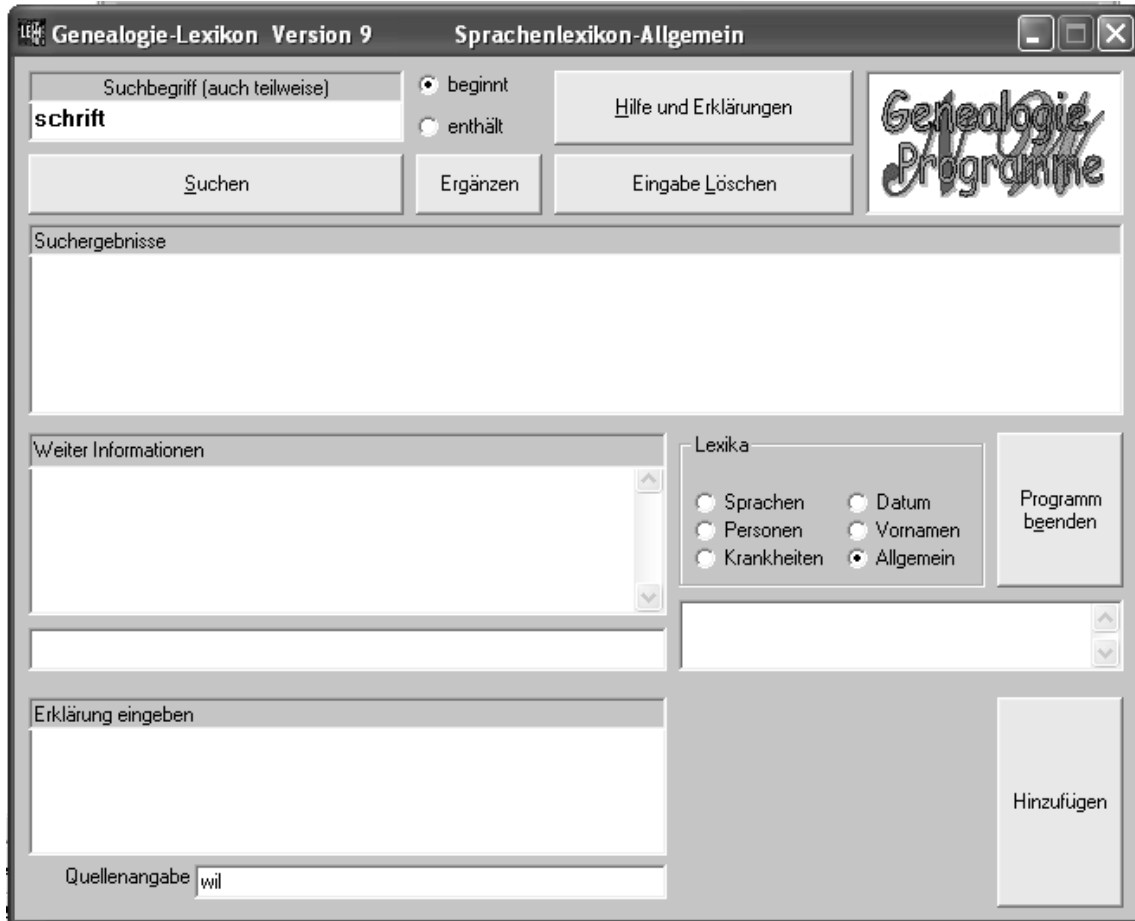 Genealogie-Lexikon Version 9 Sprachenlexikon-Allgemein
Suchbegriff (auch teilweise)
schrift
beginnt
enthält
Hilfe und Erklärungen
Genealogie
Programme
Suchen
Ergänzen
Eingabe Löschen
Suchergebnisse
Weiter Informationen
Lexika
Sprachen
Datum
Personen
Vornamen
Krankheiten
Allgemein
Programm
beenden
Erklärung eingeben
Hinzufügen
Quellenangabe wil